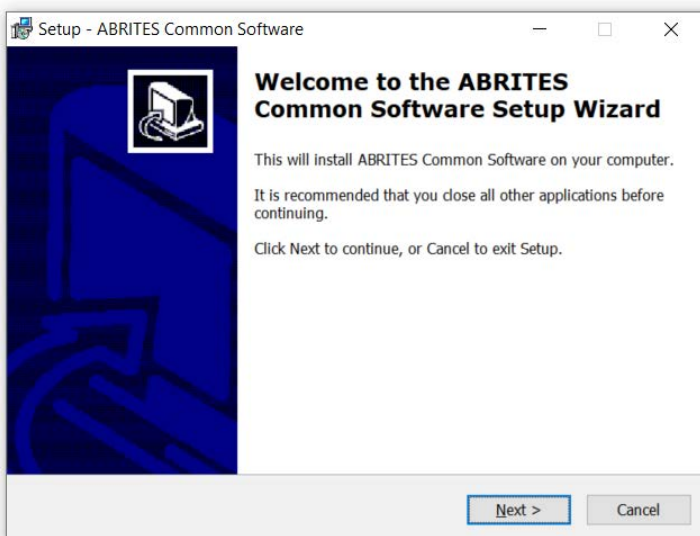 Setup - ABRITES Common Software
Welcome to the ABRITES
Common Software Setup Wizard
This will install ABRITES Common Software on your computer.
It is recommended that you close all other applications before
continuing.
Click Next to continue, or Cancel to exit Setup.
Next >
Cancel